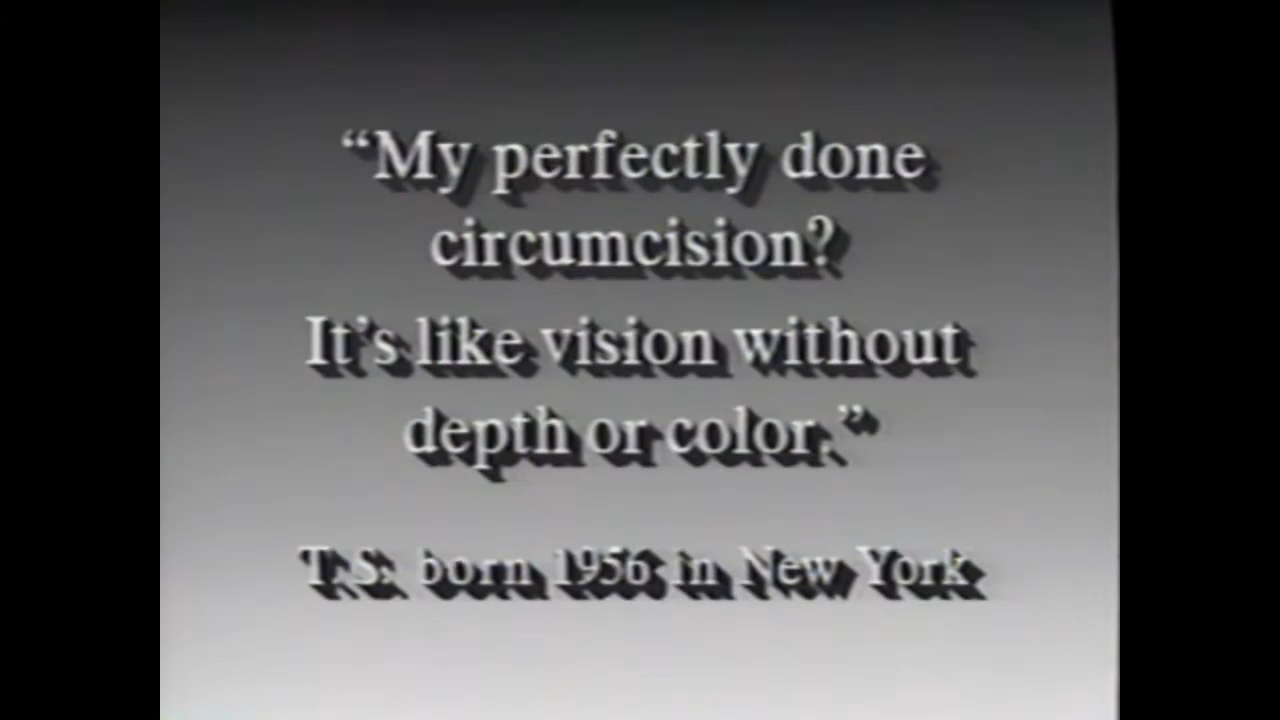 “My perfectly done
circumcision?
It’s like vision without
depth or color.”
T.S. born 1956 in New York